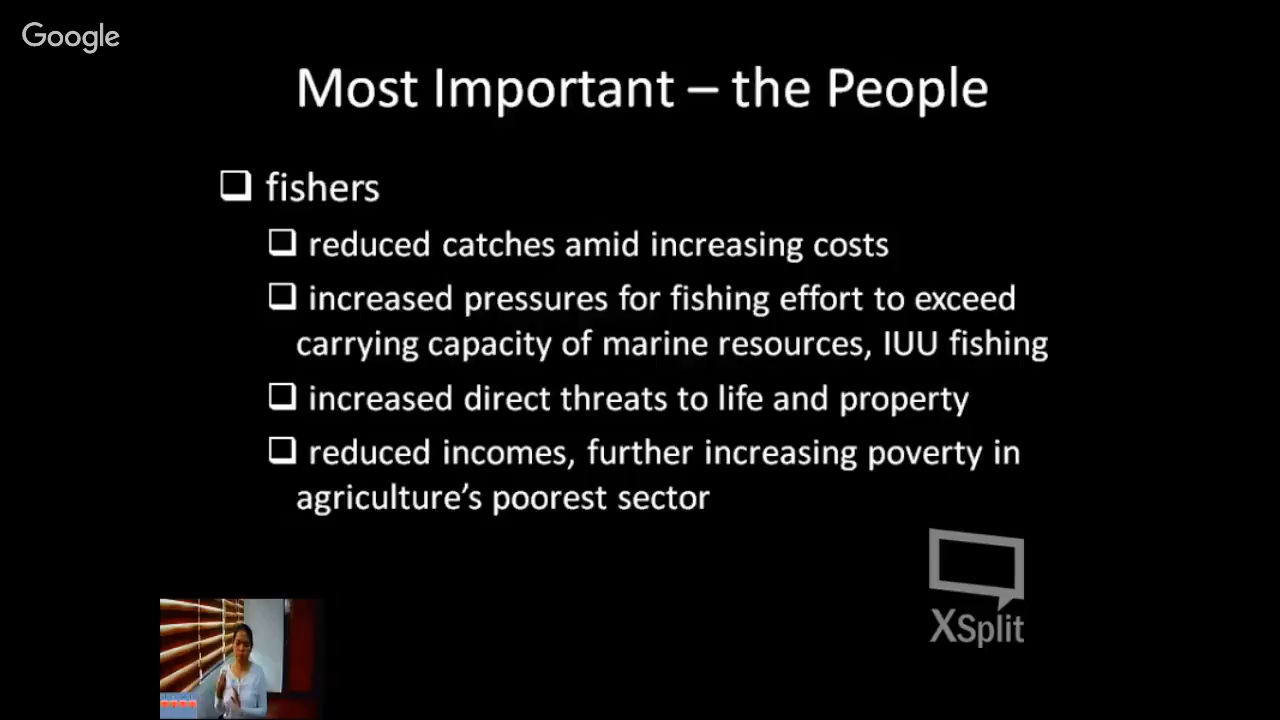 Google
Most Important – the People
fishers
reduced catches amid increasing costs
increased pressures for fishing effort to exceed
carrying capacity of marine resources, IUU fishing
increased direct threats to life and property
reduced incomes, further increasing poverty in
agriculture’s poorest sector
XSplit